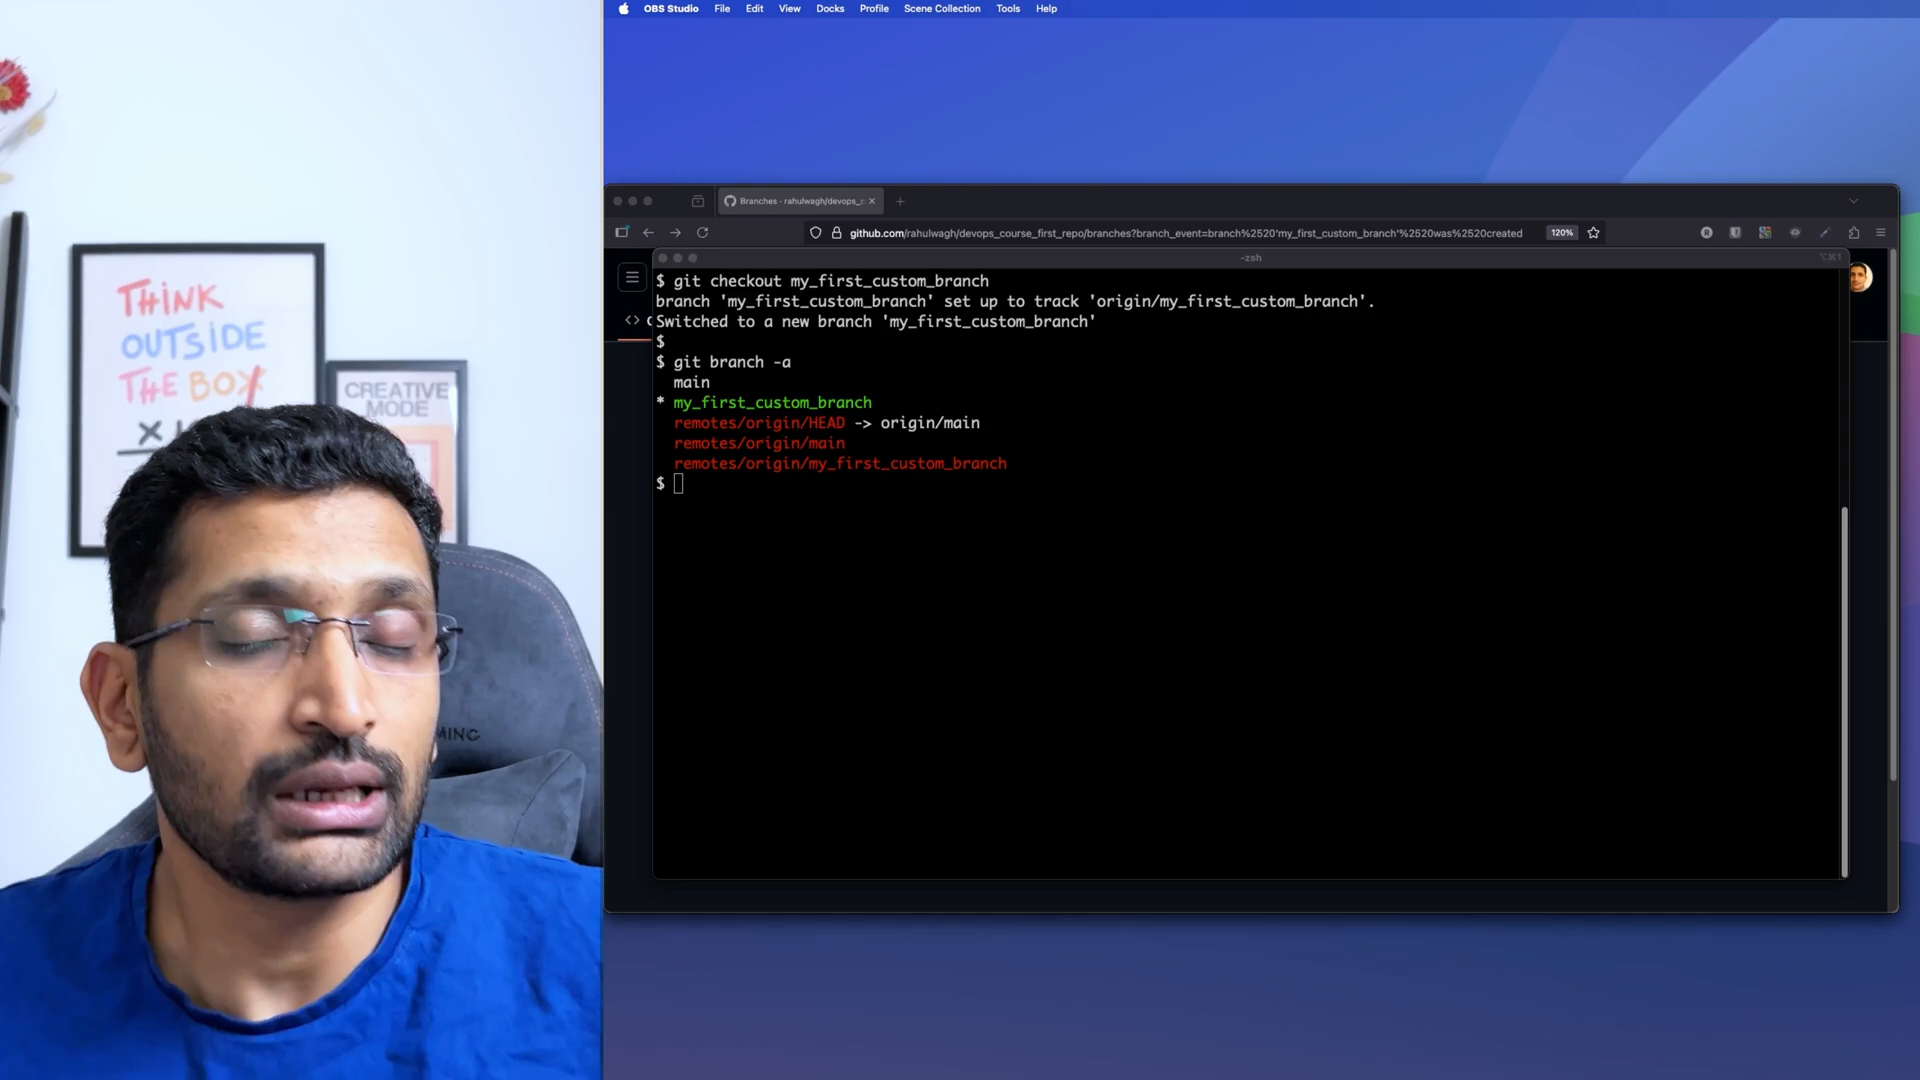 OBS Studio File Edit View Docks Profile Scene Collection Tools Help
THINK
OUTSIDE
THE BOX
CREATIVE
MODE
MING
Branches · rahulwagh/devops_c
github.com/rahulwagh/devops_course_first_repo/branches?branch_event=branch%2520'my_first_custom_branch'%2520was%2520created 120%
-zsh
⌥⌘1
$ git checkout my_first_custom_branch
branch 'my_first_custom_branch' set up to track 'origin/my_first_custom_branch'.
Switched to a new branch 'my_first_custom_branch'
$
$ git branch -a
main
* my_first_custom_branch
remotes/origin/HEAD -> origin/main
remotes/origin/main
remotes/origin/my_first_custom_branch
$